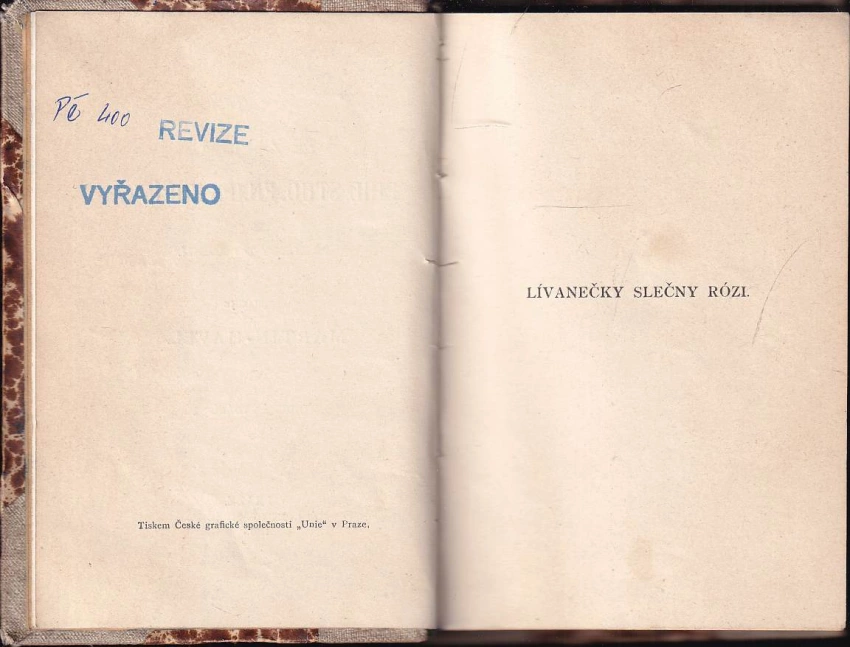 Pč 400
REVIZE
VYŘAZENO
Tiskem České grafické společnosti „Unie“ v Praze.
LÍVANEČKY SLEČNY RÓZI.